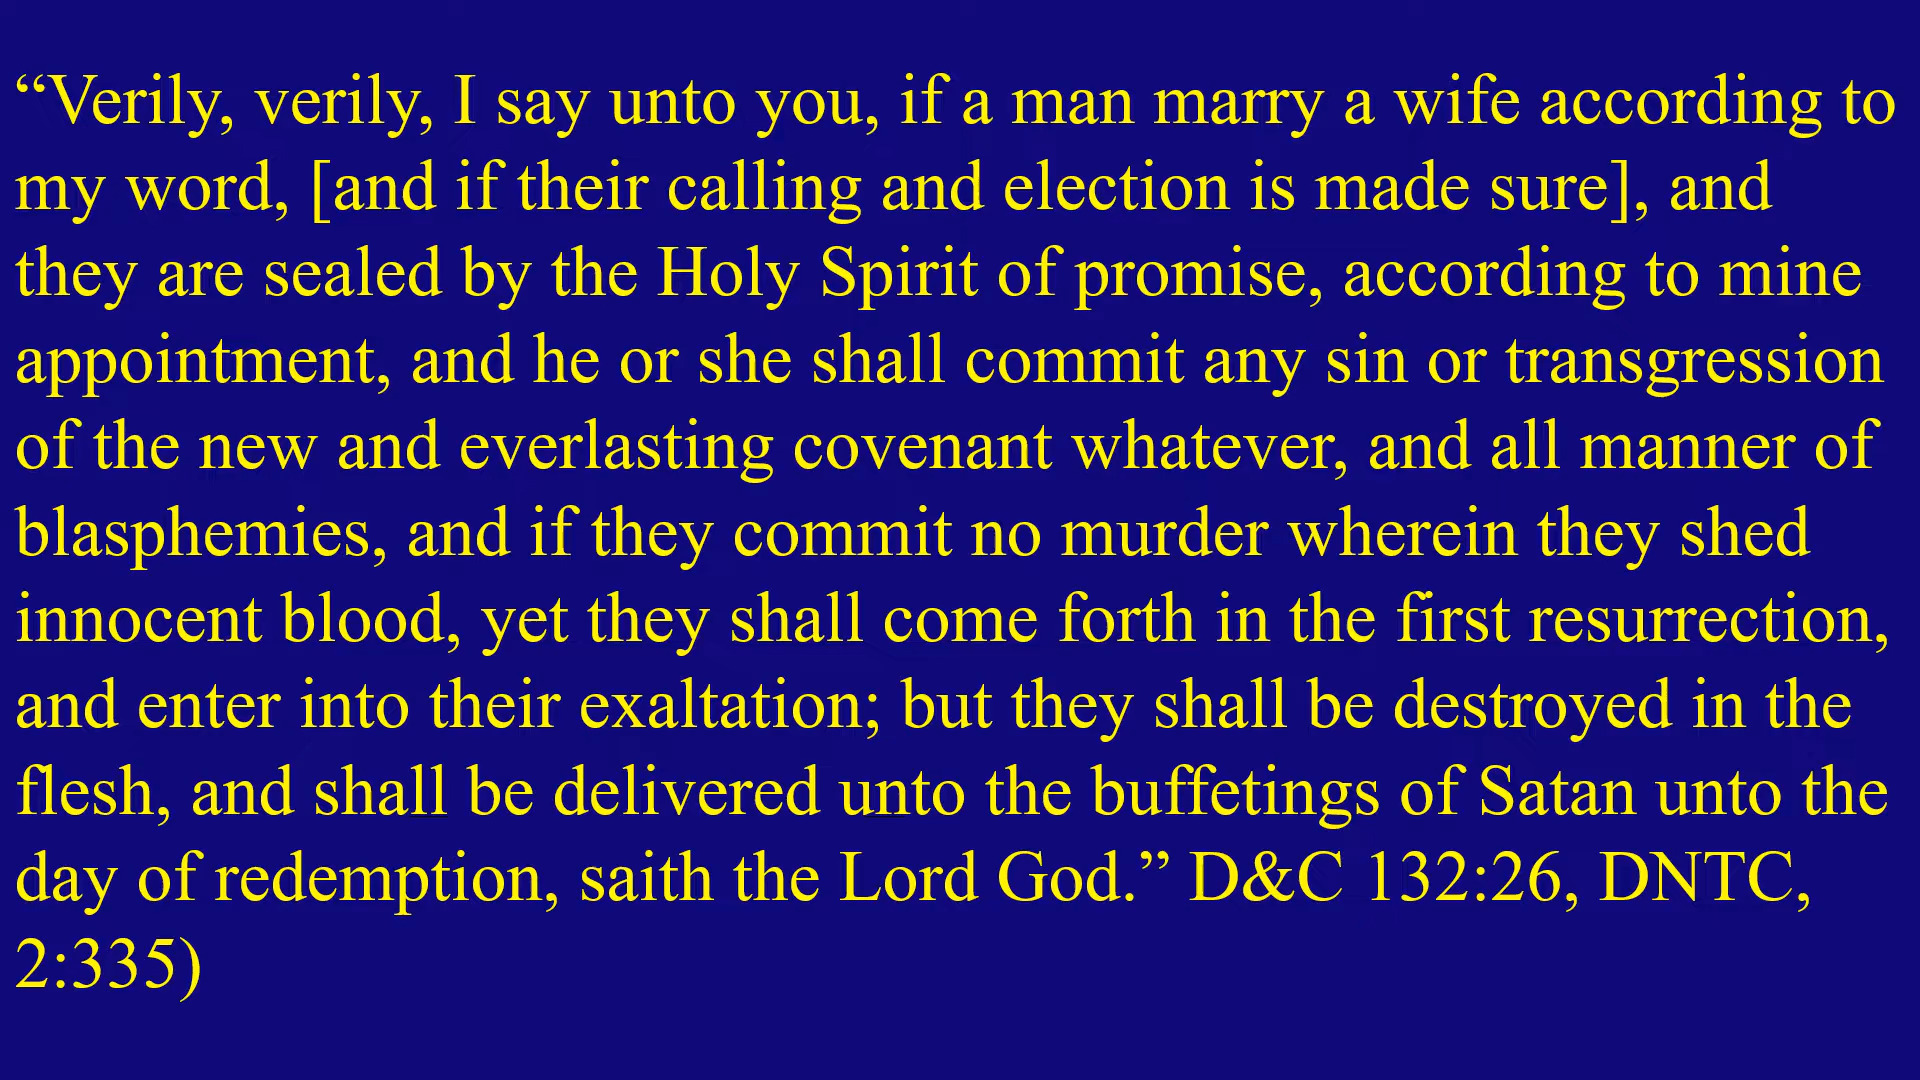 “Verily, verily, I say unto you, if a man marry a wife according to
my word, [and if their calling and election is made sure], and
they are sealed by the Holy Spirit of promise, according to mine
appointment, and he or she shall commit any sin or transgression
of the new and everlasting covenant whatever, and all manner of
blasphemies, and if they commit no murder wherein they shed
innocent blood, yet they shall come forth in the first resurrection,
and enter into their exaltation; but they shall be destroyed in the
flesh, and shall be delivered unto the buffetings of Satan unto the
day of redemption, saith the Lord God.” D&C 132:26, DNTC,
2:335)